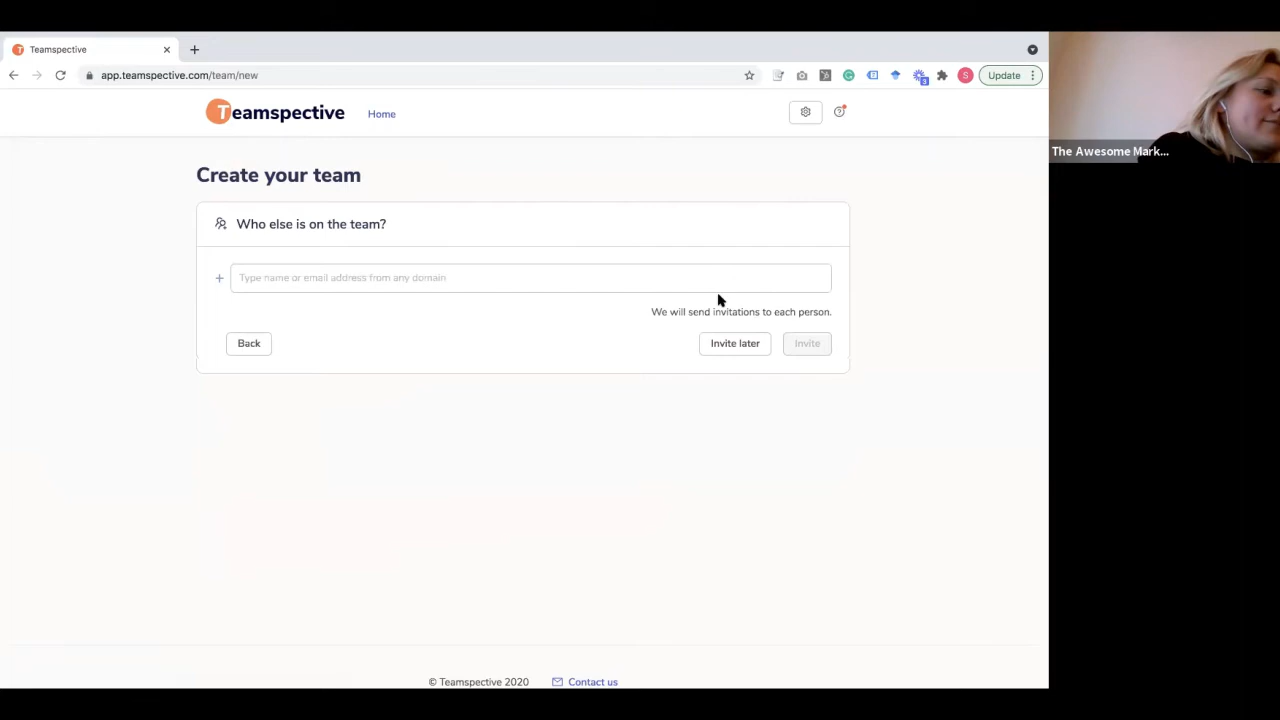 Teamspective
app.teamspective.com/team/new
S
Update
The Awesome Mark...
Teamspective
Home
Create your team
Who else is on the team?
Type name or email address from any domain
We will send invitations to each person.
Back
Invite later
Invite
© Teamspective 2020
Contact us